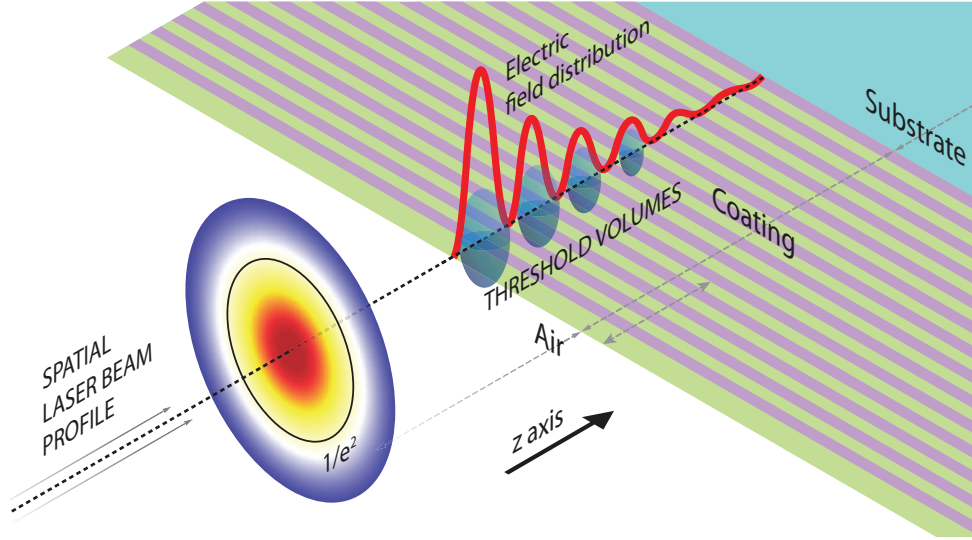 Electric
field distribution
Substrate
Coating
THRESHOLD VOLUMES
Air
SPATIAL
LASER BEAM
PROFILE
1/e²
z axis